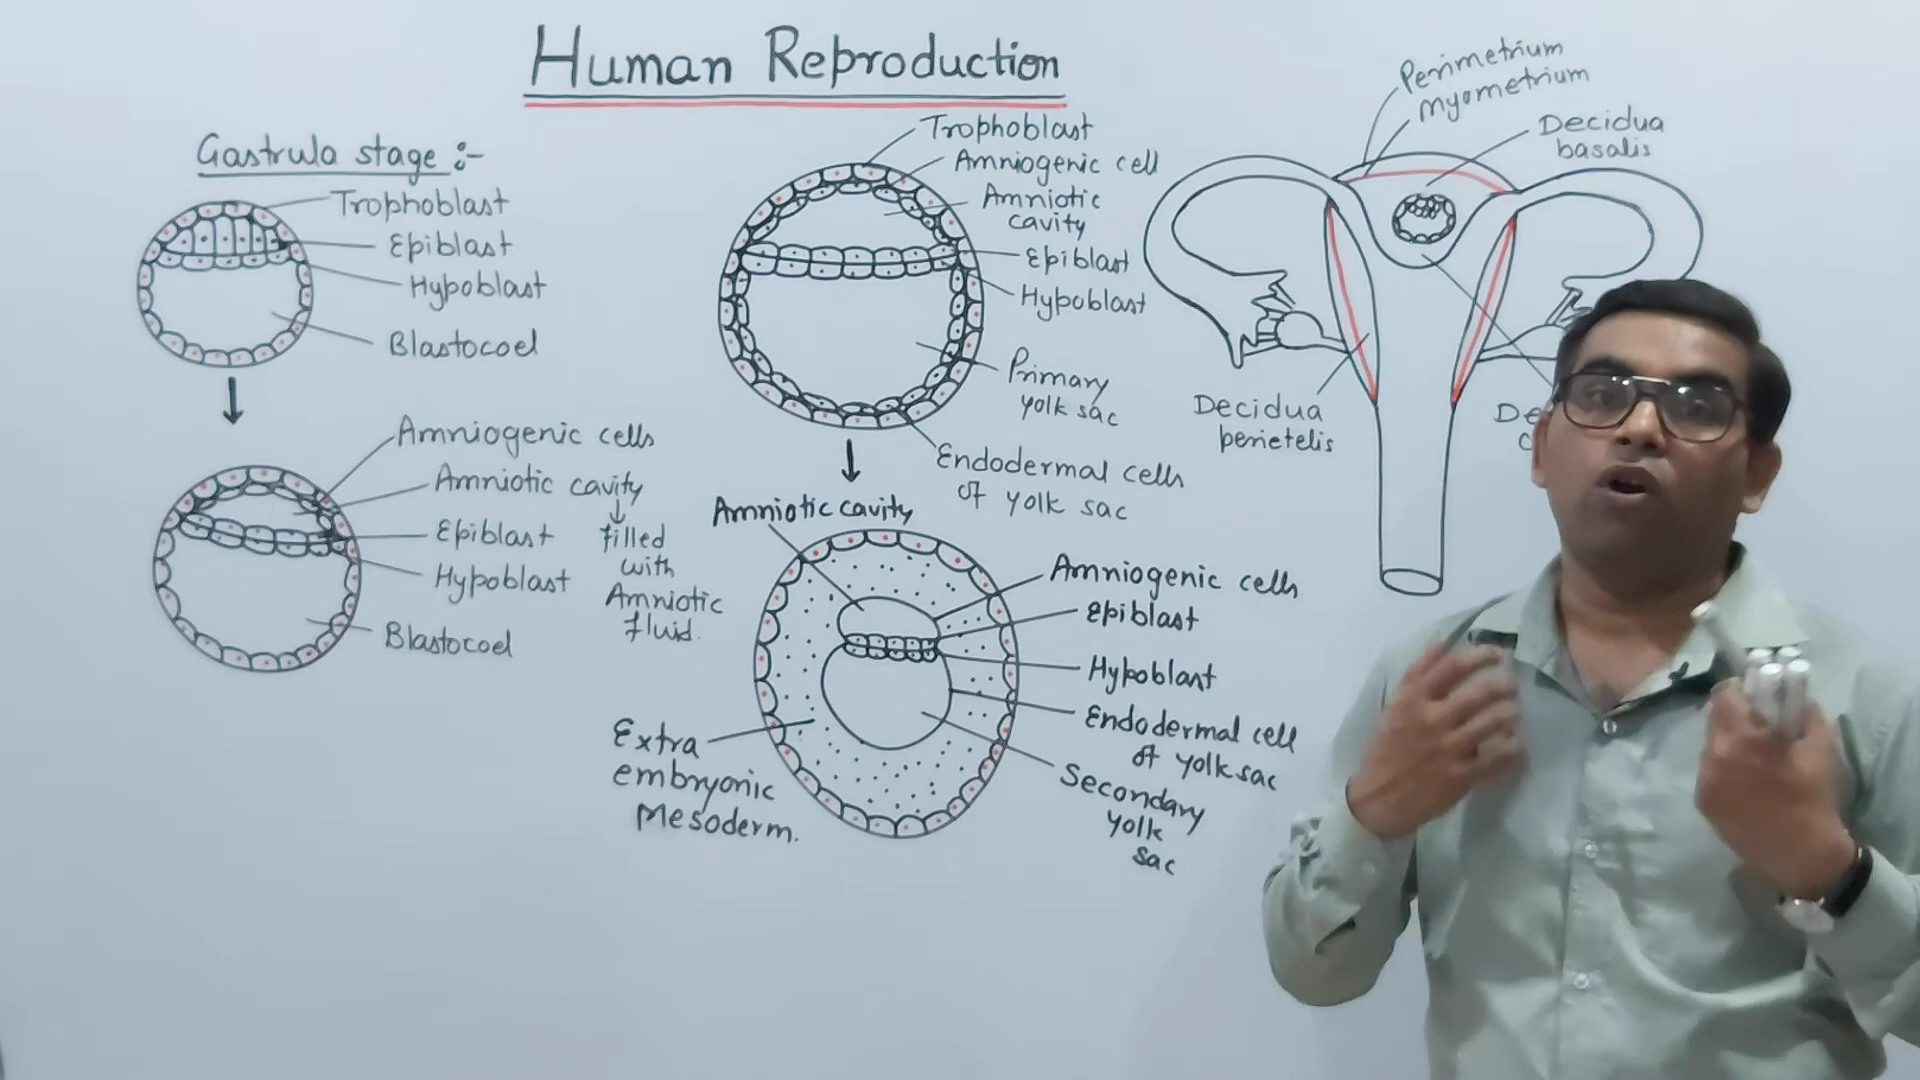 Human Reproduction
Gastrula stage :-
Trophoblast
Epiblast
Hypoblast
Blastocoel
Amniogenic cells
Amniotic cavity
↓
filled
with
Amniotic
fluid.
Epiblast
Hypoblast
Blastocoel
Trophoblast
Amniogenic cell
Amniotic
cavity
Epiblast
Hypoblast
Primary
yolk sac
Endodermal cells
of yolk sac
Amniotic cavity
Amniogenic cells
Epiblast
Hypoblast
Endodermal cell
of yolk sac
Secondary
yolk
sac
Extra
embryonic
Mesoderm.
Perimetrium
myometrium
Decidua
basalis
Decidua
perietelis